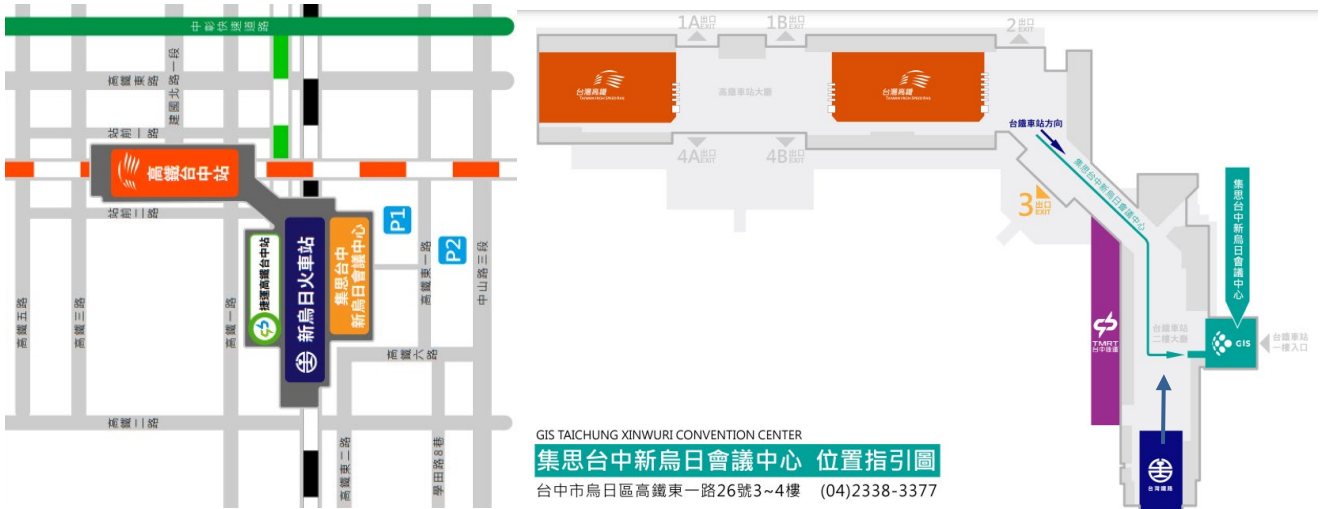 中彰快速道路
高鐵東路
建國北路一段
站前一路
高鐵台中站
站前二路
捷運高鐵台中站
新烏日火車站
集思台中
新烏日會議中心
P1
P2
高鐵五路
高鐵三路
高鐵一路
高鐵東一路
中山路三段
高鐵六路
高鐵二路
高鐵東二路
學田路8巷
1A出口
EXIT
1B出口
EXIT
2出口
EXIT
台灣高鐵
TAIWAN HIGH SPEED RAIL
高鐵車站大廳
台灣高鐵
TAIWAN HIGH SPEED RAIL
4A出口
EXIT
4B出口
EXIT
台鐵車站方向
集思台中新烏日會議中心
3出口
EXIT
集思台中新烏日會議中心
TMRT
台中捷運
台鐵車站
二樓大廳
GIS
台鐵車站
一樓入口
台灣鐵路
GIS TAICHUNG XINWURI CONVENTION CENTER
集思台中新烏日會議中心 位置指引圖
台中市烏日區高鐵東一路26號3~4樓 (04)2338-3377